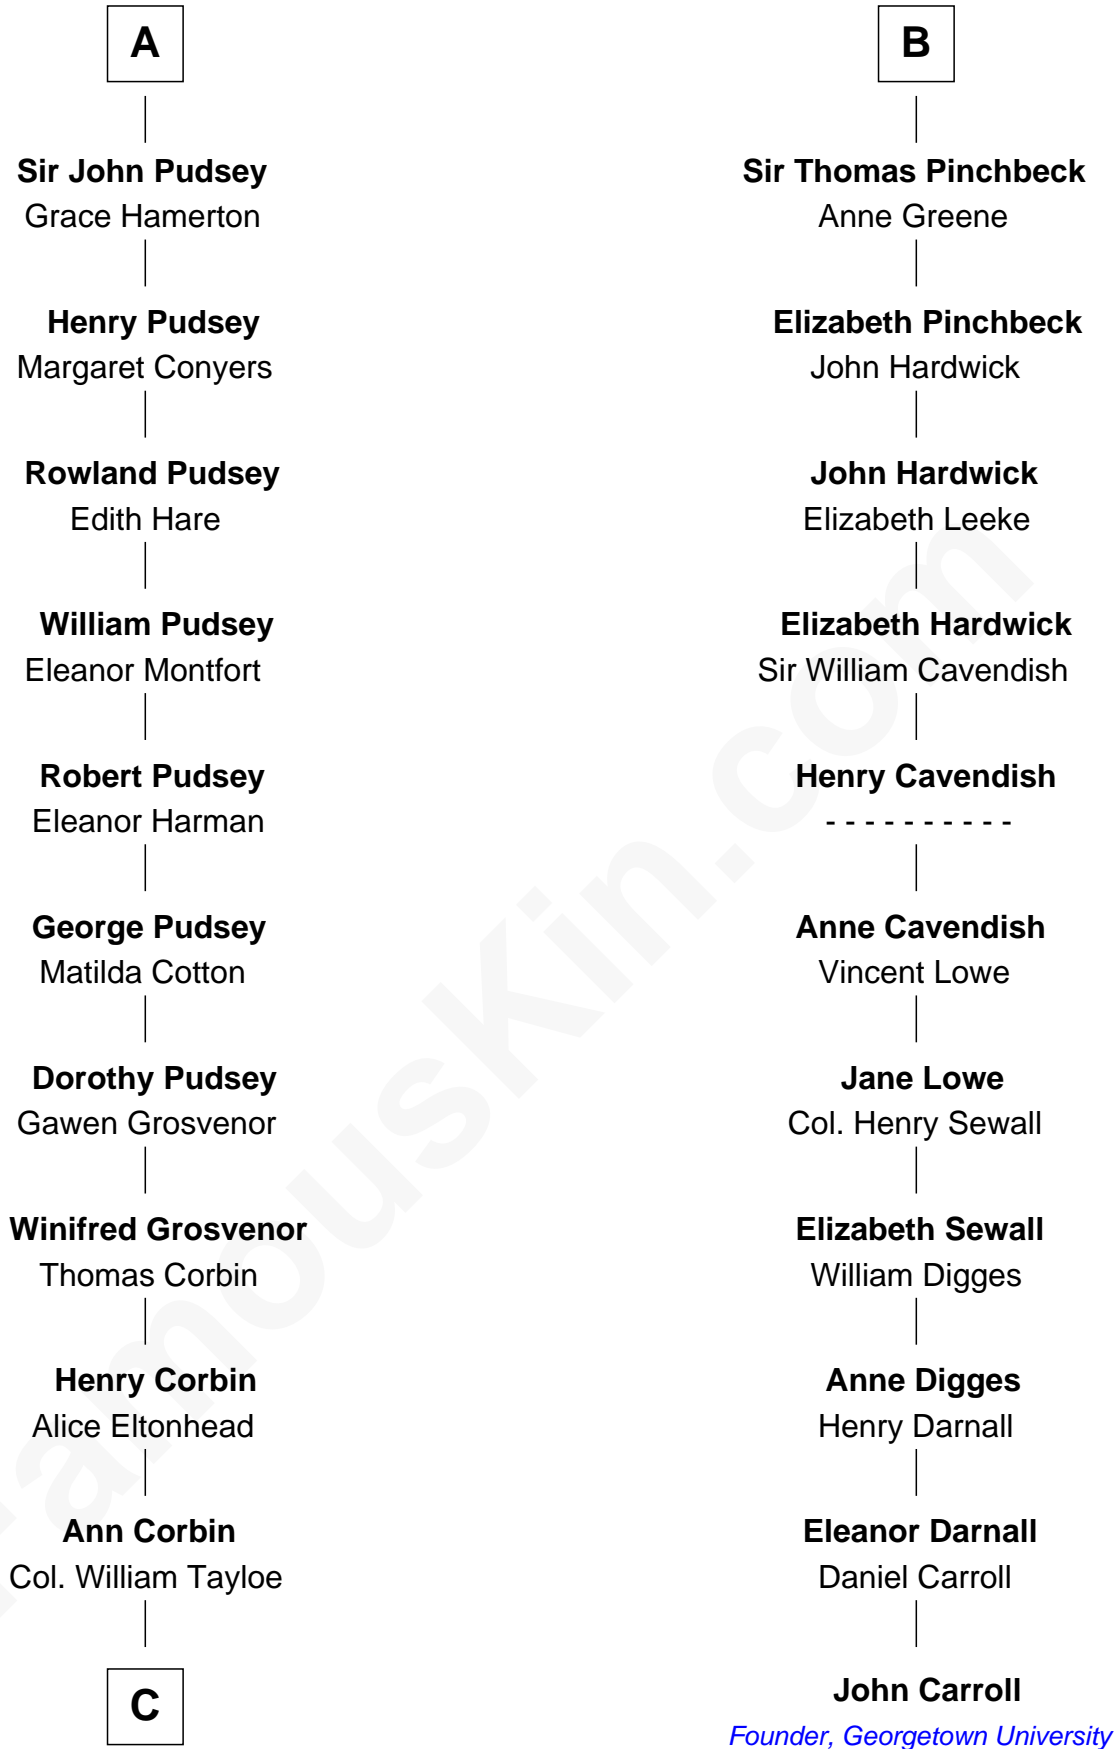 A
Sir John Pudsey
Grace Hamerton
Henry Pudsey
Margaret Conyers
Rowland Pudsey
Edith Hare
William Pudsey
Eleanor Montfort
Robert Pudsey
Eleanor Harman
George Pudsey
Matilda Cotton
Dorothy Pudsey
Gawen Grosvenor
Winifred Grosvenor
Thomas Corbin
Henry Corbin
Alice Eltonhead
Ann Corbin
Col. William Tayloe
C
B
Sir Thomas Pinchbeck
Anne Greene
Elizabeth Pinchbeck
John Hardwick
John Hardwick
Elizabeth Leeke
Elizabeth Hardwick
Sir William Cavendish
Henry Cavendish
- - - - - - - - - -
Anne Cavendish
Vincent Lowe
Jane Lowe
Col. Henry Sewall
Elizabeth Sewall
William Digges
Anne Digges
Henry Darnall
Eleanor Darnall
Daniel Carroll
John Carroll
Founder, Georgetown University
FamousKin.com